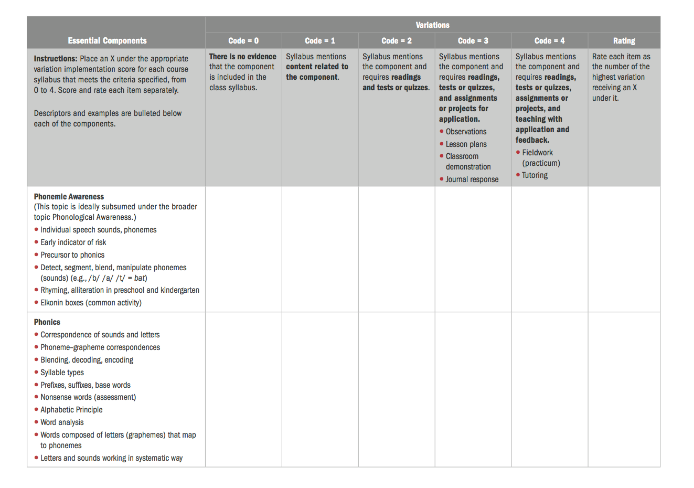 Variations
Essential Components
Code = 0
Code = 1
Code = 2
Code = 3
Code = 4
Rating
Instructions: Place an X under the appropriate
variation implementation score for each course
syllabus that meets the criteria specified, from
0 to 4. Score and rate each item separately.
Descriptors and examples are bulleted below
each of the components.
There is no evidence
that the component
is included in the
class syllabus.
Syllabus mentions
content related to
the component.
Syllabus mentions
the component and
requires readings
and tests or quizzes.
Syllabus mentions
the component and
requires readings,
tests or quizzes,
and assignments
or projects for
application.
• Observations
• Lesson plans
• Classroom
demonstration
• Journal response
Syllabus mentions
the component and
requires readings,
tests or quizzes,
assignments or
projects, and
teaching with
application and
feedback.
• Fieldwork
(practicum)
• Tutoring
Rate each item as
the number of the
highest variation
receiving an X
under it.
Phonemic Awareness
(This topic is ideally subsumed under the broader
topic Phonological Awareness.)
• Individual speech sounds, phonemes
• Early indicator of risk
• Precursor to phonics
• Detect, segment, blend, manipulate phonemes
(sounds) (e.g., /b/ /a/ /t/ = bat)
• Rhyming, alliteration in preschool and kindergarten
• Elkonin boxes (common activity)
Phonics
• Correspondence of sounds and letters
• Phoneme–grapheme correspondences
• Blending, decoding, encoding
• Syllable types
• Prefixes, suffixes, base words
• Nonsense words (assessment)
• Alphabetic Principle
• Word analysis
• Words composed of letters (graphemes) that map
to phonemes
• Letters and sounds working in systematic way